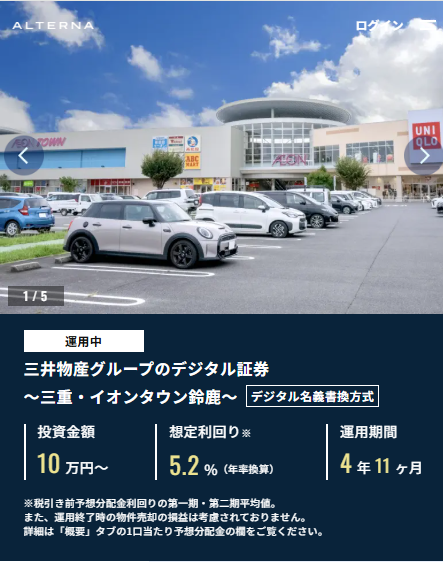 ALTERNA
ログイン
ÆON TOWN
ABC MART
ÆON
UNI
QLO
1 / 5
運用中
三井物産グループのデジタル証券
〜三重・イオンタウン鈴鹿〜 デジタル名義書換方式
投資金額 想定利回り※ 運用期間
10 万円〜 5.2 %（年率換算） 4 年 11 ヶ月
※税引き前予想分配金利回りの第一期・第二期平均値。
また、運用終了時の物件売却の損益は考慮されておりません。
詳細は「概要」タブの1口当たり予想分配金の欄をご覧ください。